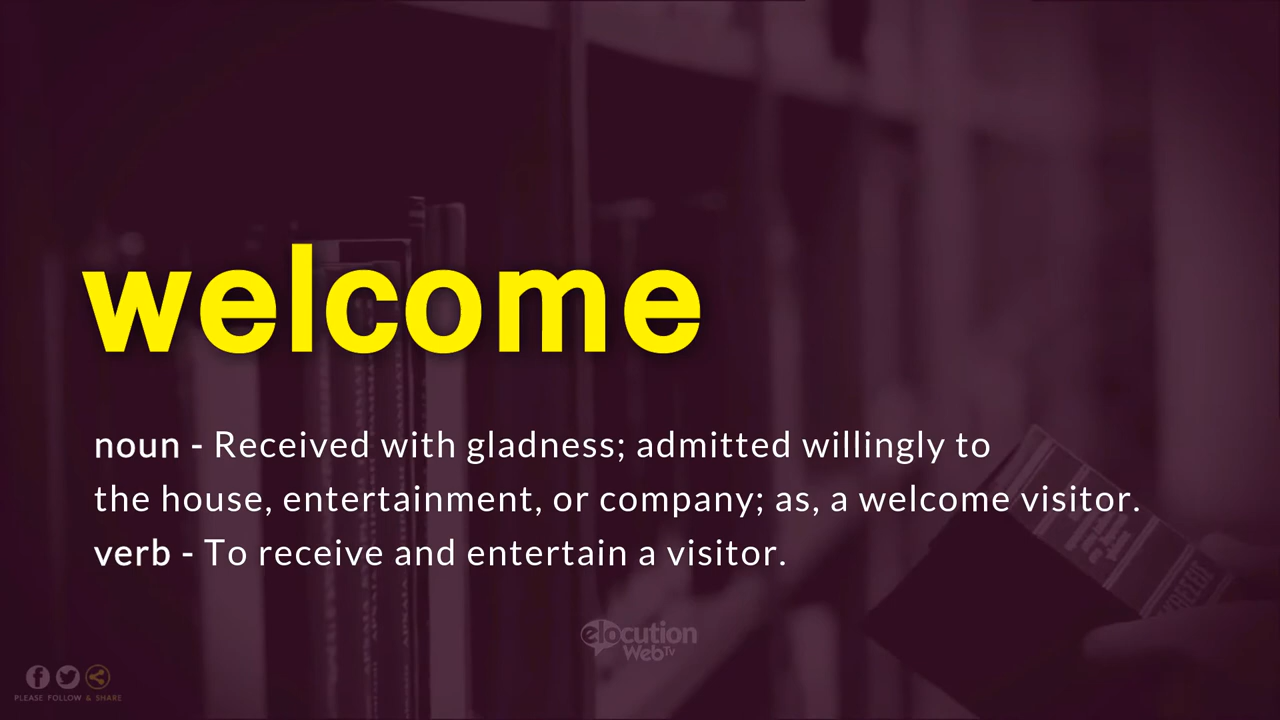 welcome
noun - Received with gladness; admitted willingly to
the house, entertainment, or company; as, a welcome visitor.
verb - To receive and entertain a visitor.
elocution
WebTv
PLEASE FOLLOW & SHARE